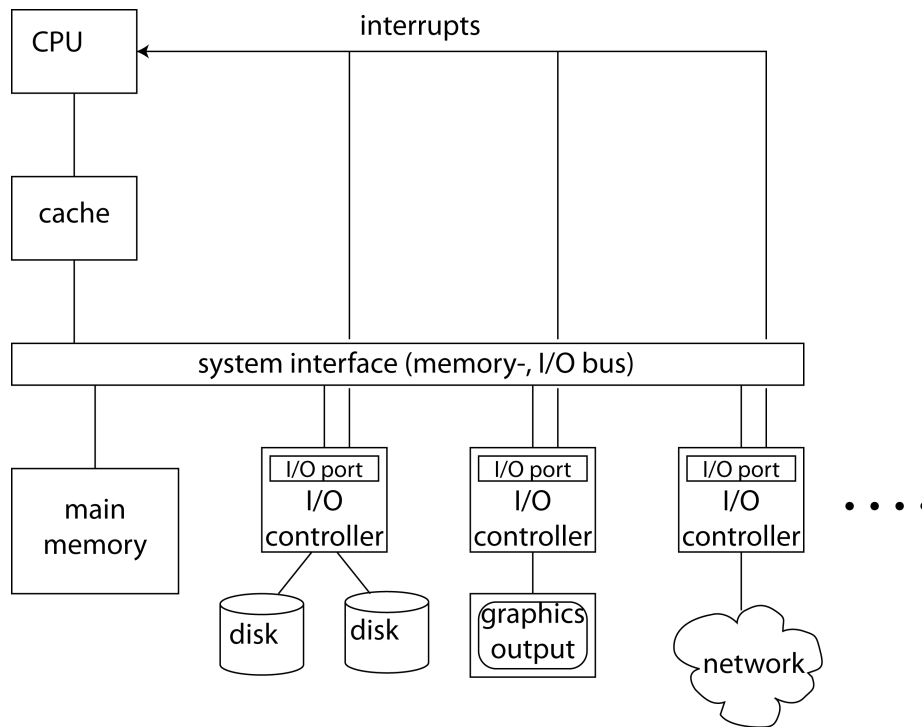 interrupts
CPU
cache
system interface (memory-, I/O bus)
main
memory
I/O port
I/O
controller
I/O port
I/O
controller
I/O port
I/O
controller
disk
disk
graphics
output
network